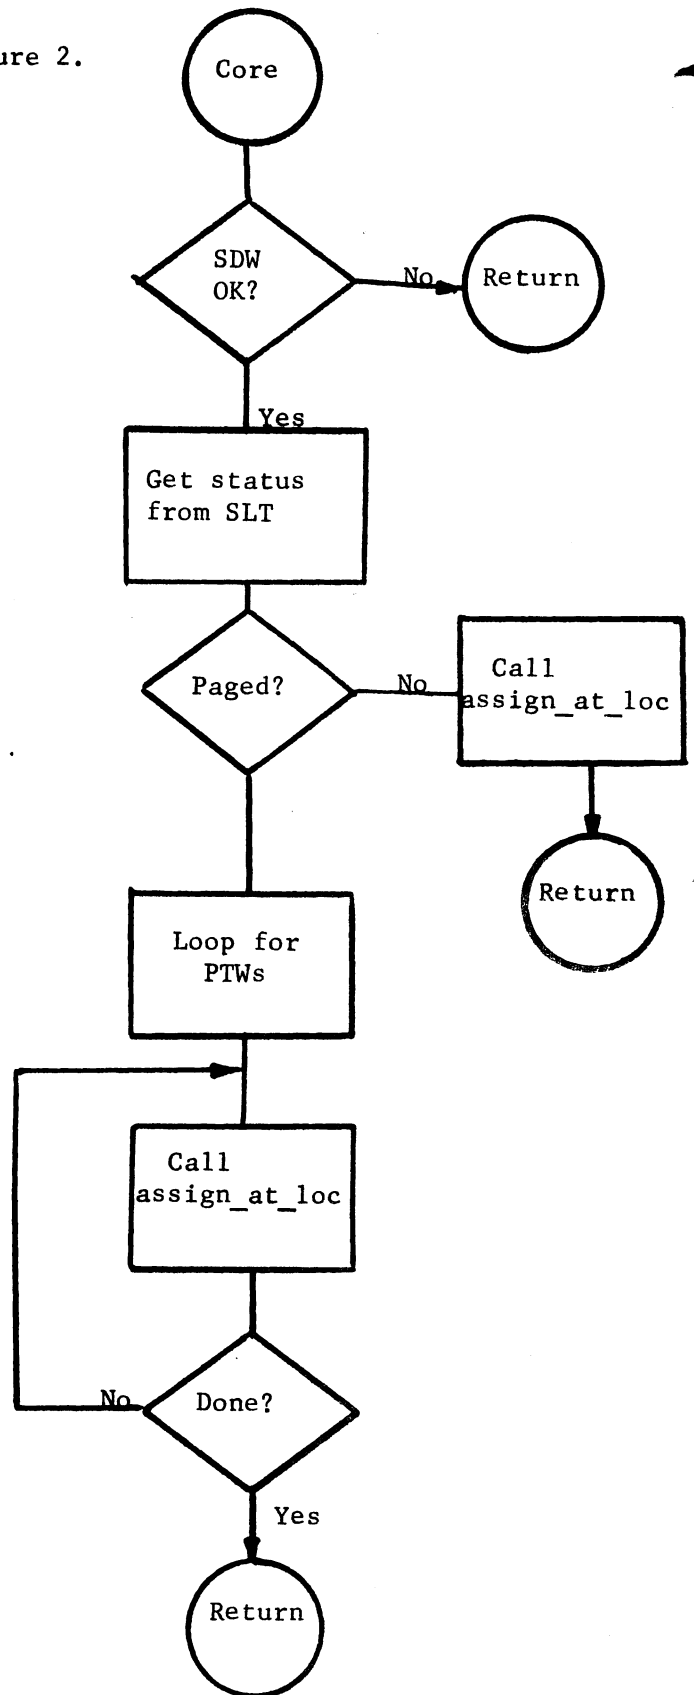 ure 2.
Core
SDW
OK?
No
Return
Yes
Get status
from SLT
Paged?
No
Call
assign_at_loc
Return
Loop for
PTWs
Call
assign_at_loc
No
Done?
Yes
Return